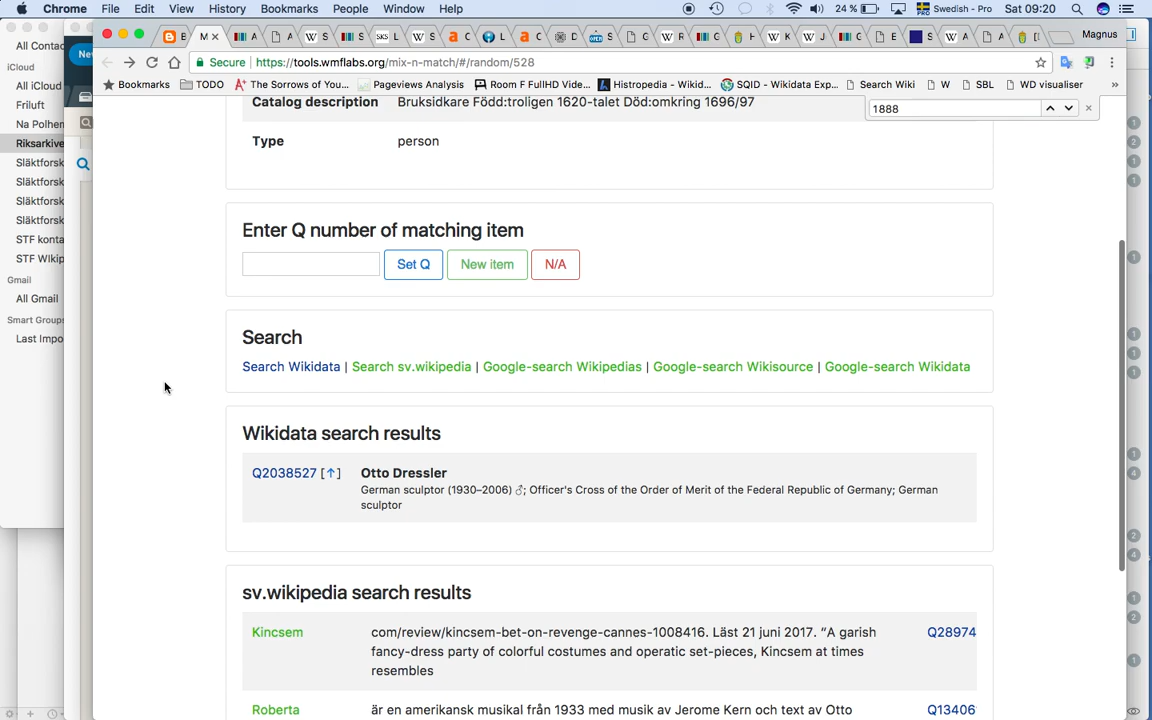 Chrome File Edit View History Bookmarks People Window Help 24 % Swedish - Pro Sat 09:20
Magnus
Secure https://tools.wmflabs.org/mix-n-match/#/random/528
Bookmarks TODO The Sorrows of You... Pageviews Analysis Room F FullHD Vide... Histropedia - Wikid... SQID - Wikidata Exp... Search Wiki W SBL WD visualiser »
1888
All Contac
iCloud
All iCloud
Friluft
Na Polhem
Riksarkive
Släktforsk
Släktforsk
Släktforsk
Släktforsk
STF konta
STF WIkip
Gmail
All Gmail
Smart Groups
Last Impo
Catalog description Bruksidkare Född:troligen 1620-talet Död:omkring 1696/97
Type person
Enter Q number of matching item
Set Q New item N/A
Search
Search Wikidata | Search sv.wikipedia | Google-search Wikipedias | Google-search Wikisource | Google-search Wikidata
Wikidata search results
Q2038527 [↑] Otto Dressler
German sculptor (1930–2006) ♂; Officer's Cross of the Order of Merit of the Federal Republic of Germany; German
sculptor
sv.wikipedia search results
Kincsem com/review/kincsem-bet-on-revenge-cannes-1008416. Läst 21 juni 2017. “A garish Q28974
fancy-dress party of colorful costumes and operatic set-pieces, Kincsem at times
resembles
Roberta är en amerikansk musikal från 1933 med musik av Jerome Kern och text av Otto Q13406